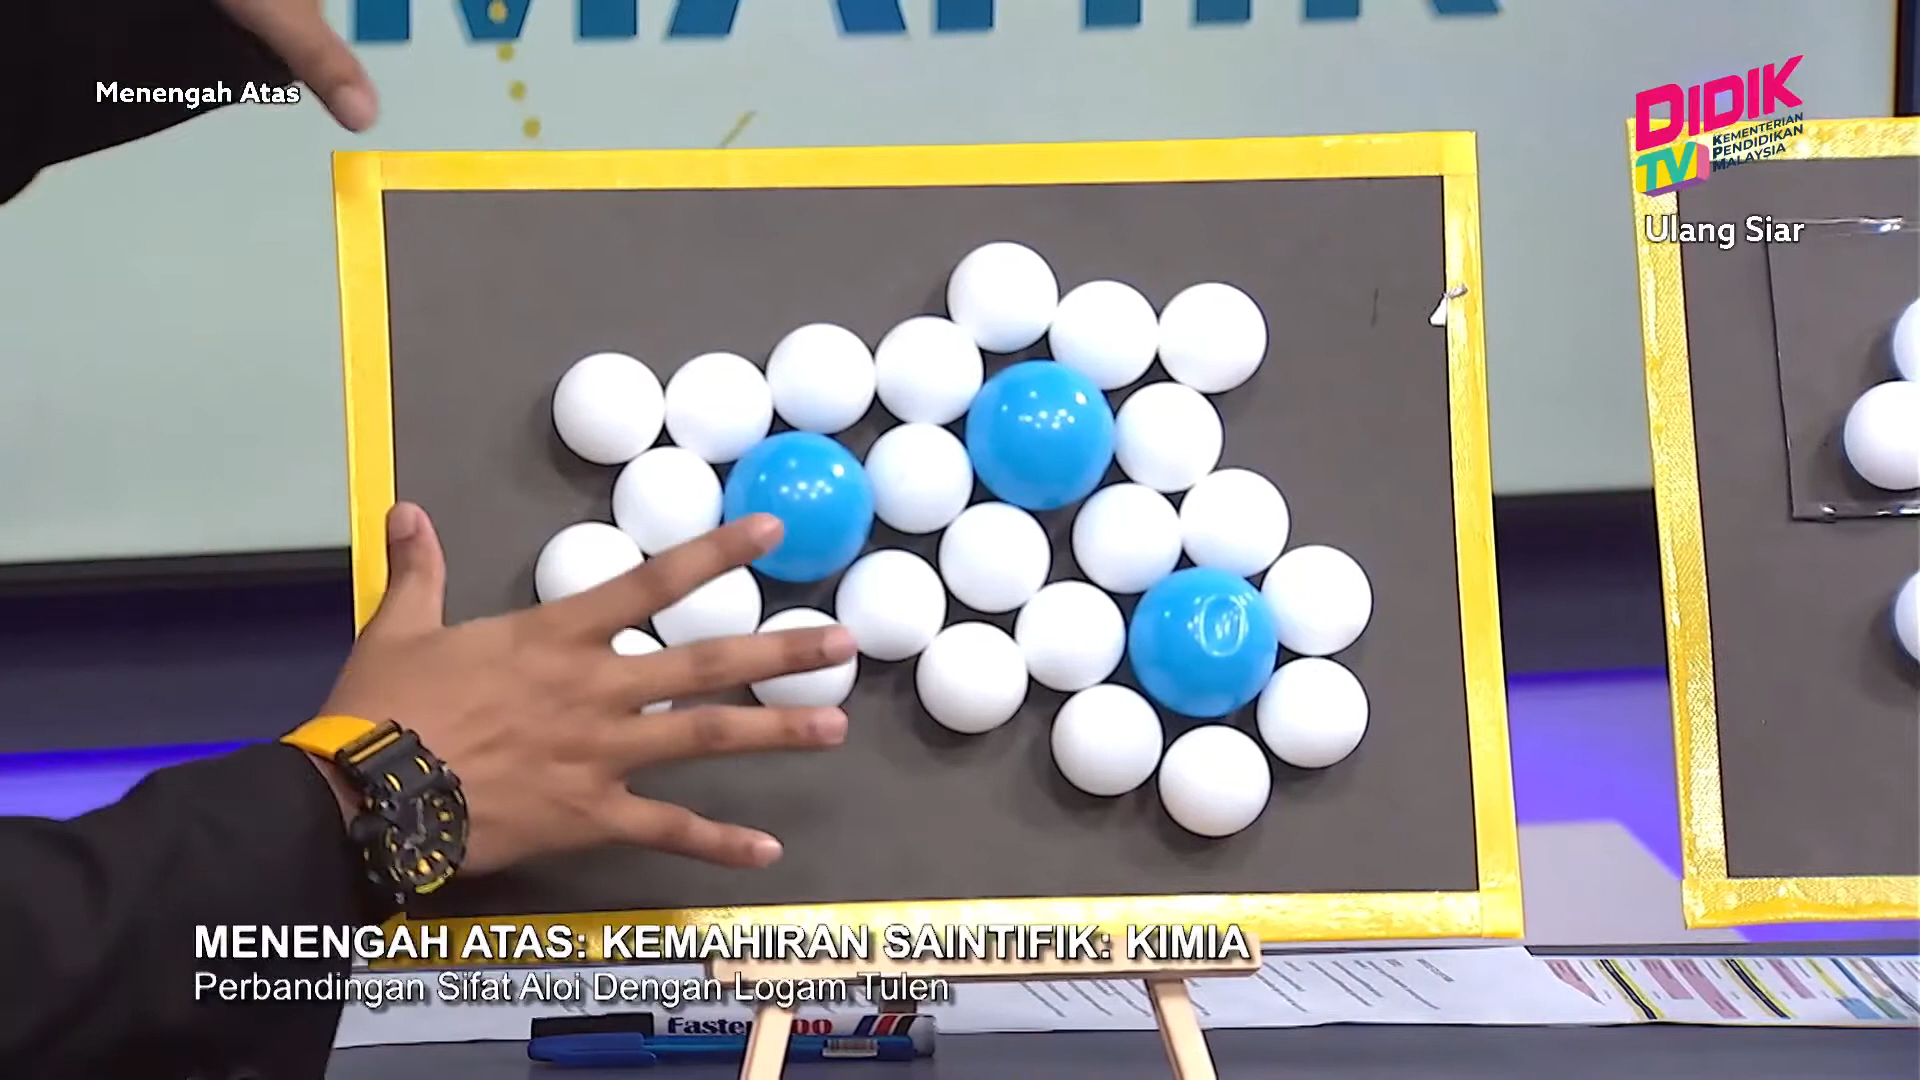 Menengah Atas
DIDIK
TV
KEMENTERIAN
PENDIDIKAN
MALAYSIA
Ulang Siar
MENENGAH ATAS: KEMAHIRAN SAINTIFIK: KIMIA
Perbandingan Sifat Aloi Dengan Logam Tulen